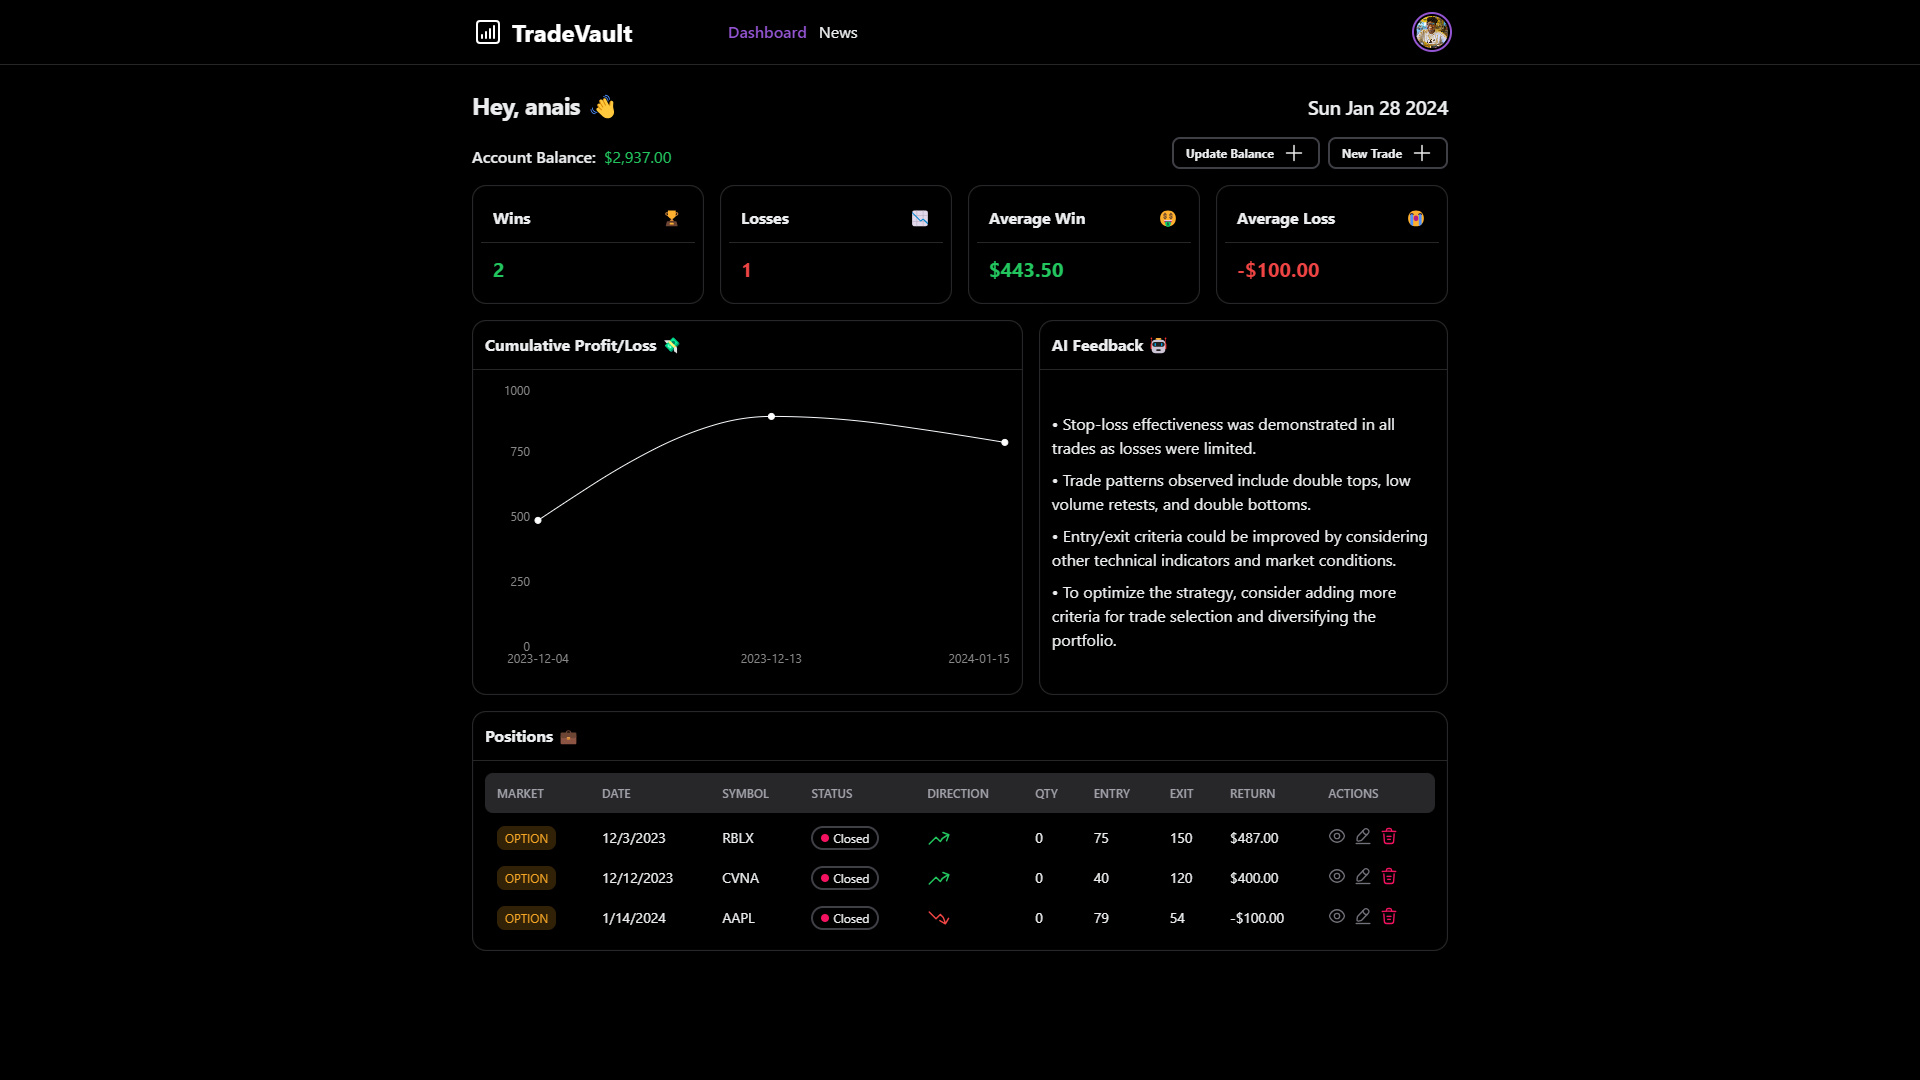 TradeVault
Dashboard News
Hey, anais 👋
Sun Jan 28 2024
Account Balance: $2,937.00
Update Balance
New Trade
Wins
2
Losses
1
Average Win
$443.50
Average Loss
-$100.00
Cumulative Profit/Loss
1000
750
500
250
0
2023-12-04 2023-12-13 2024-01-15
AI Feedback
• Stop-loss effectiveness was demonstrated in all
trades as losses were limited.
• Trade patterns observed include double tops, low
volume retests, and double bottoms.
• Entry/exit criteria could be improved by considering
other technical indicators and market conditions.
• To optimize the strategy, consider adding more
criteria for trade selection and diversifying the
portfolio.
Positions
MARKET DATE SYMBOL STATUS DIRECTION QTY ENTRY EXIT RETURN ACTIONS
OPTION 12/3/2023 RBLX Closed 0 75 150 $487.00
OPTION 12/12/2023 CVNA Closed 0 40 120 $400.00
OPTION 1/14/2024 AAPL Closed 0 79 54 -$100.00